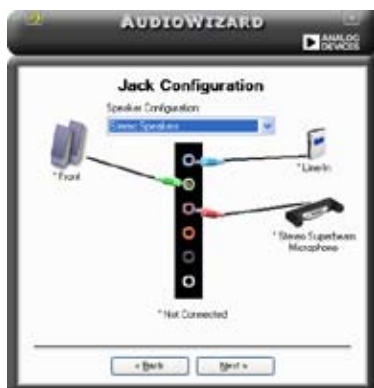 AUDIOWIZARD
ANALOG
DEVICES
Jack Configuration
Speaker Configuration:
Stereo Speakers
* Front
* Line-In
* Stereo Superbeam
Microphone
* Not Connected
« Back
Next »